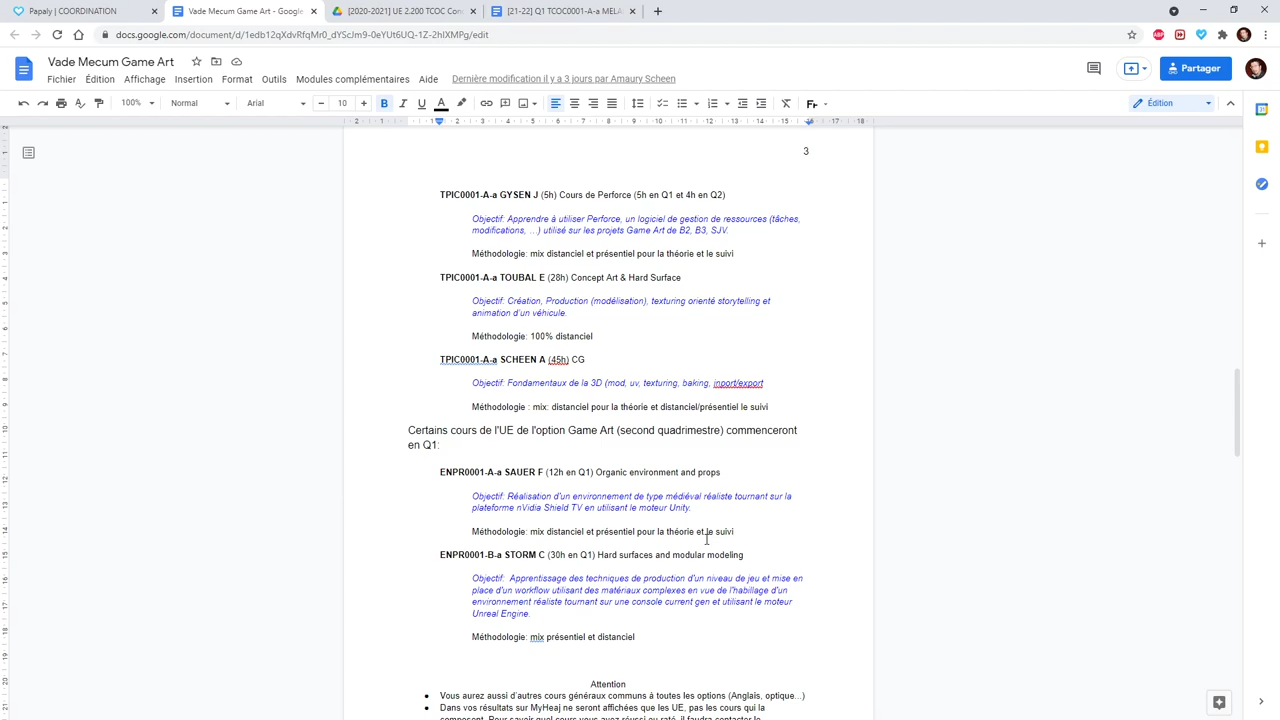 Papaly | COORDINATION
Vade Mecum Game Art - Google
[2020-2021] UE 2.200 TCOC Con
[21-22] Q1 TCOC0001-A-a MELA
docs.google.com/document/d/1edb12qXdvRfqMr0_dYScJm9-0eYUt6UQ-1Z-2hIXMpYg/edit
Vade Mecum Game Art
Fichier Édition Affichage Insertion Format Outils Modules complémentaires Aide Dernière modification il y a 3 jours par Amaury Scheen
Partager
100% Normal Arial 10 Édition
3
TPIC0001-A-a GYSEN J (5h) Cours de Perforce (5h en Q1 et 4h en Q2)
Objectif: Apprendre à utiliser Perforce, un logiciel de gestion de ressources (tâches,
modifications, …) utilisé sur les projets Game Art de B2, B3, SJV.
Méthodologie: mix distanciel et présentiel pour la théorie et le suivi
TPIC0001-A-a TOUBAL E (28h) Concept Art & Hard Surface
Objectif: Création, Production (modélisation), texturing orienté storytelling et
animation d'un véhicule.
Méthodologie: 100% distanciel
TPIC0001-A-a SCHEEN A (45h) CG
Objectif: Fondamentaux de la 3D (mod, uv, texturing, baking, inport/export
Méthodologie : mix: distanciel pour la théorie et distanciel/présentiel le suivi
Certains cours de l'UE de l'option Game Art (second quadrimestre) commenceront
en Q1:
ENPR0001-A-a SAUER F (12h en Q1) Organic environment and props
Objectif: Réalisation d'un environnement de type médiéval réaliste tournant sur la
plateforme nVidia Shield TV en utilisant le moteur Unity.
Méthodologie: mix distanciel et présentiel pour la théorie et le suivi
ENPR0001-B-a STORM C (30h en Q1) Hard surfaces and modular modeling
Objectif: Apprentissage des techniques de production d'un niveau de jeu et mise en
place d'un workflow utilisant des matériaux complexes en vue de l'habillage d'un
environnement réaliste tournant sur une console current gen et utilisant le moteur
Unreal Engine.
Méthodologie: mix présentiel et distanciel
Attention
● Vous aurez aussi d'autres cours généraux communs à toutes les options (Anglais, optique...)
● Dans vos résultats sur MyHeaj ne seront affichées que les UE, pas les cours qui la
composent. Pour savoir quel cours vous avez réussi ou raté, il faudra contacter le